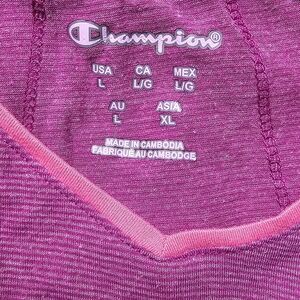 Champion®
USA CA MEX
L L/G L/G
AU ASIA
L XL
MADE IN CAMBODIA
FABRIQUÉ AU CAMBODGE